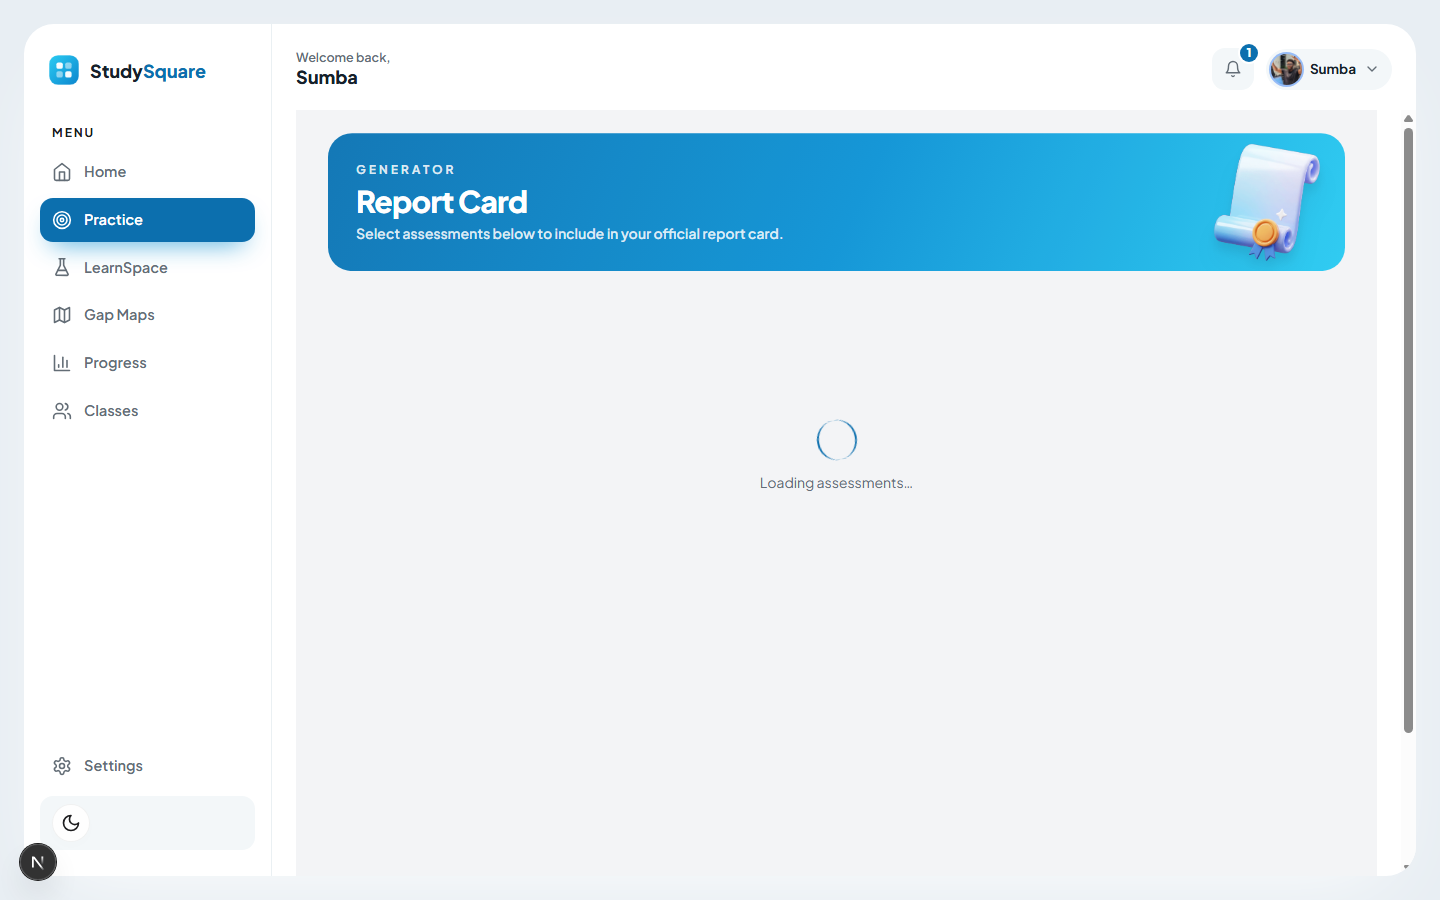 StudySquare
MENU
Home
Practice
LearnSpace
Gap Maps
Progress
Classes
Settings
N
Welcome back,
Sumba
1
Sumba
GENERATOR
Report Card
Select assessments below to include in your official report card.
Loading assessments...